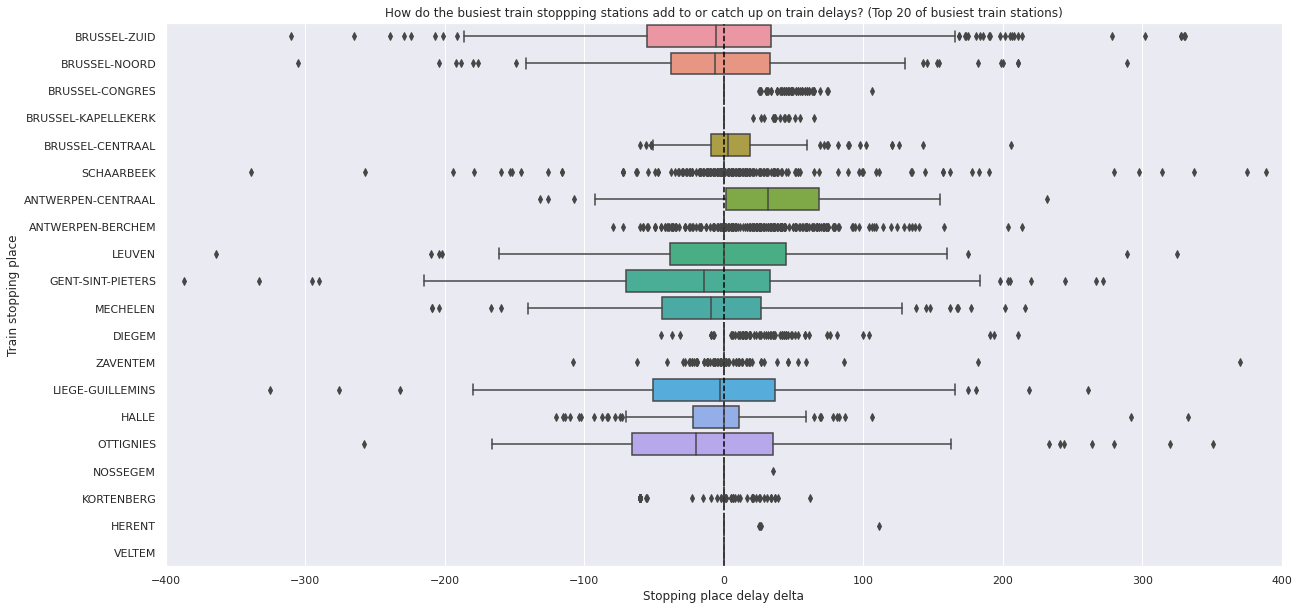 How do the busiest train stoppping stations add to or catch up on train delays? (Top 20 of busiest train stations)
Train stopping place
BRUSSEL-ZUID
BRUSSEL-NOORD
BRUSSEL-CONGRES
BRUSSEL-KAPELLEKERK
BRUSSEL-CENTRAAL
SCHAARBEEK
ANTWERPEN-CENTRAAL
ANTWERPEN-BERCHEM
LEUVEN
GENT-SINT-PIETERS
MECHELEN
DIEGEM
ZAVENTEM
LIEGE-GUILLEMINS
HALLE
OTTIGNIES
NOSSEGEM
KORTENBERG
HERENT
VELTEM
−400 −300 −200 −100 0 100 200 300 400
Stopping place delay delta